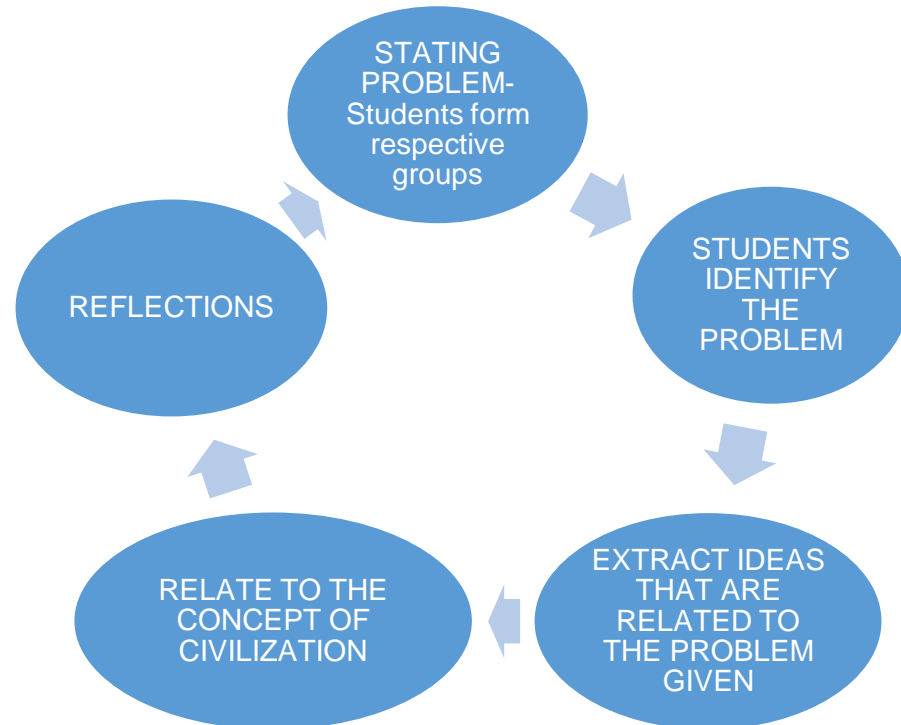 STATING
PROBLEM-
Students form
respective
groups
STUDENTS
IDENTIFY
THE
PROBLEM
EXTRACT IDEAS
THAT ARE
RELATED TO
THE PROBLEM
GIVEN
RELATE TO THE
CONCEPT OF
CIVILIZATION
REFLECTIONS